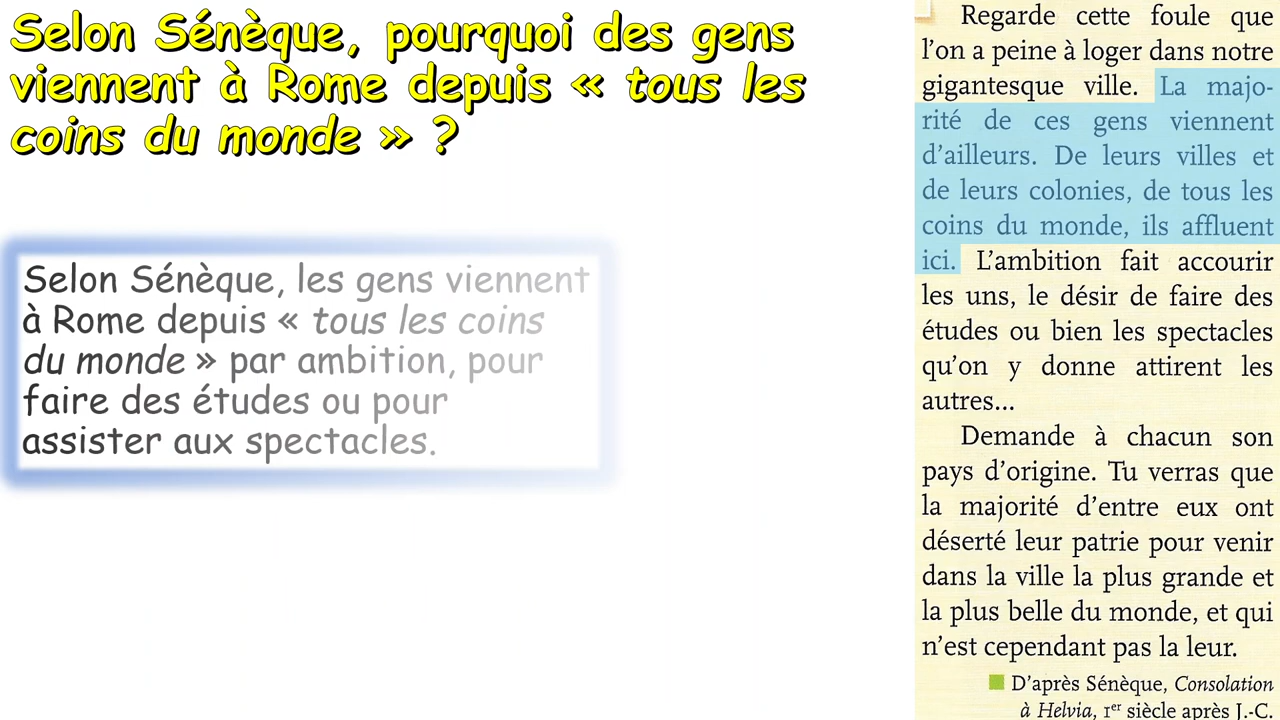 Selon Sénèque, pourquoi des gens
viennent à Rome depuis « tous les
coins du monde » ?
Selon Sénèque, les gens viennent
à Rome depuis « tous les coins
du monde » par ambition, pour
faire des études ou pour
assister aux spectacles.
Regarde cette foule que
l’on a peine à loger dans notre
gigantesque ville. La majo-
rité de ces gens viennent
d’ailleurs. De leurs villes et
de leurs colonies, de tous les
coins du monde, ils affluent
ici. L’ambition fait accourir
les uns, le désir de faire des
études ou bien les spectacles
qu’on y donne attirent les
autres...
Demande à chacun son
pays d’origine. Tu verras que
la majorité d’entre eux ont
déserté leur patrie pour venir
dans la ville la plus grande et
la plus belle du monde, et qui
n’est cependant pas la leur.
D’après Sénèque, Consolation
à Helvia, Ier siècle après J.-C.